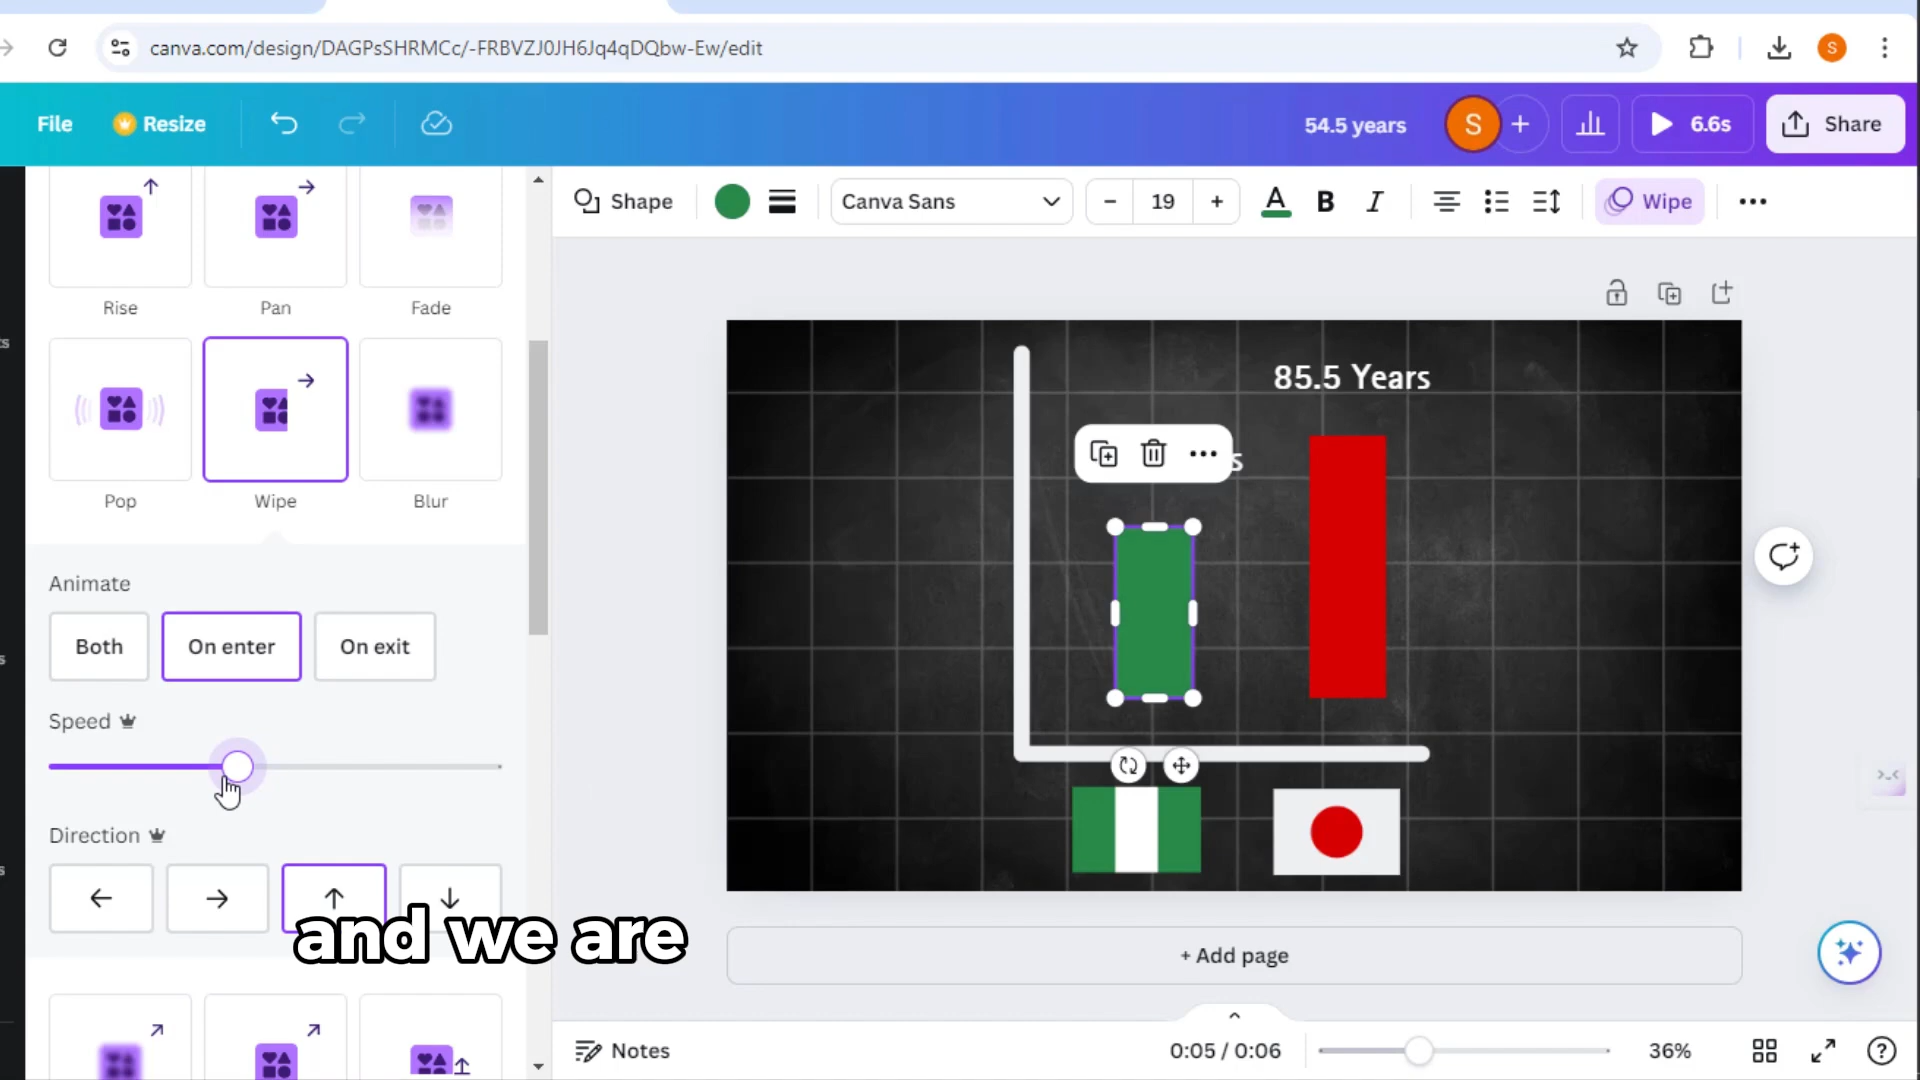 canva.com/design/DAGPsSHRMCc/-FRBVZJ0JH6Jq4qDQbw-Ew/edit
S
File
Resize
54.5 years
S
6.6s
Share
Shape
Canva Sans
19
A
B
I
Wipe
Rise
Pan
Fade
Pop
Wipe
Blur
85.5 Years
s
Animate
Both
On enter
On exit
Speed
Direction
and we are
+ Add page
Notes
0:05 / 0:06
36%